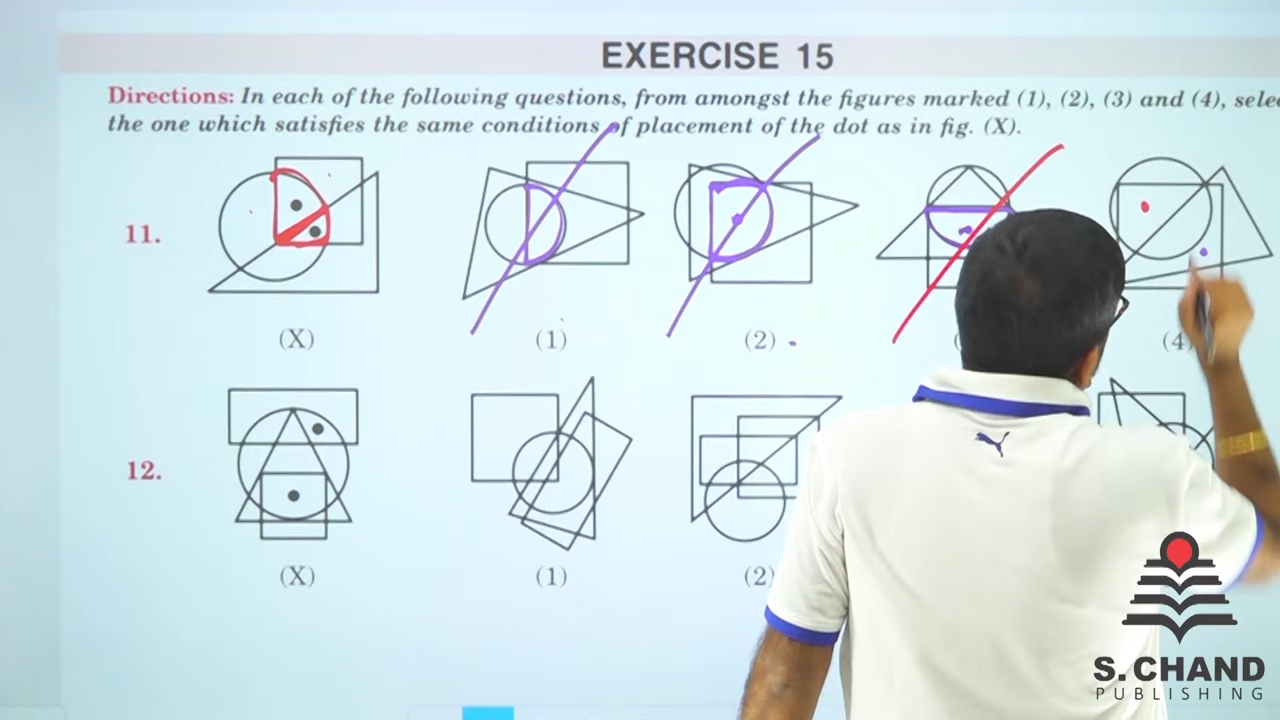 EXERCISE 15
Directions: In each of the following questions, from amongst the figures marked (1), (2), (3) and (4), selec
the one which satisfies the same conditions of placement of the dot as in fig. (X).
11.
(X) (1) (2) (4)
12.
(X) (1) (2)
S. CHAND
PUBLISHING